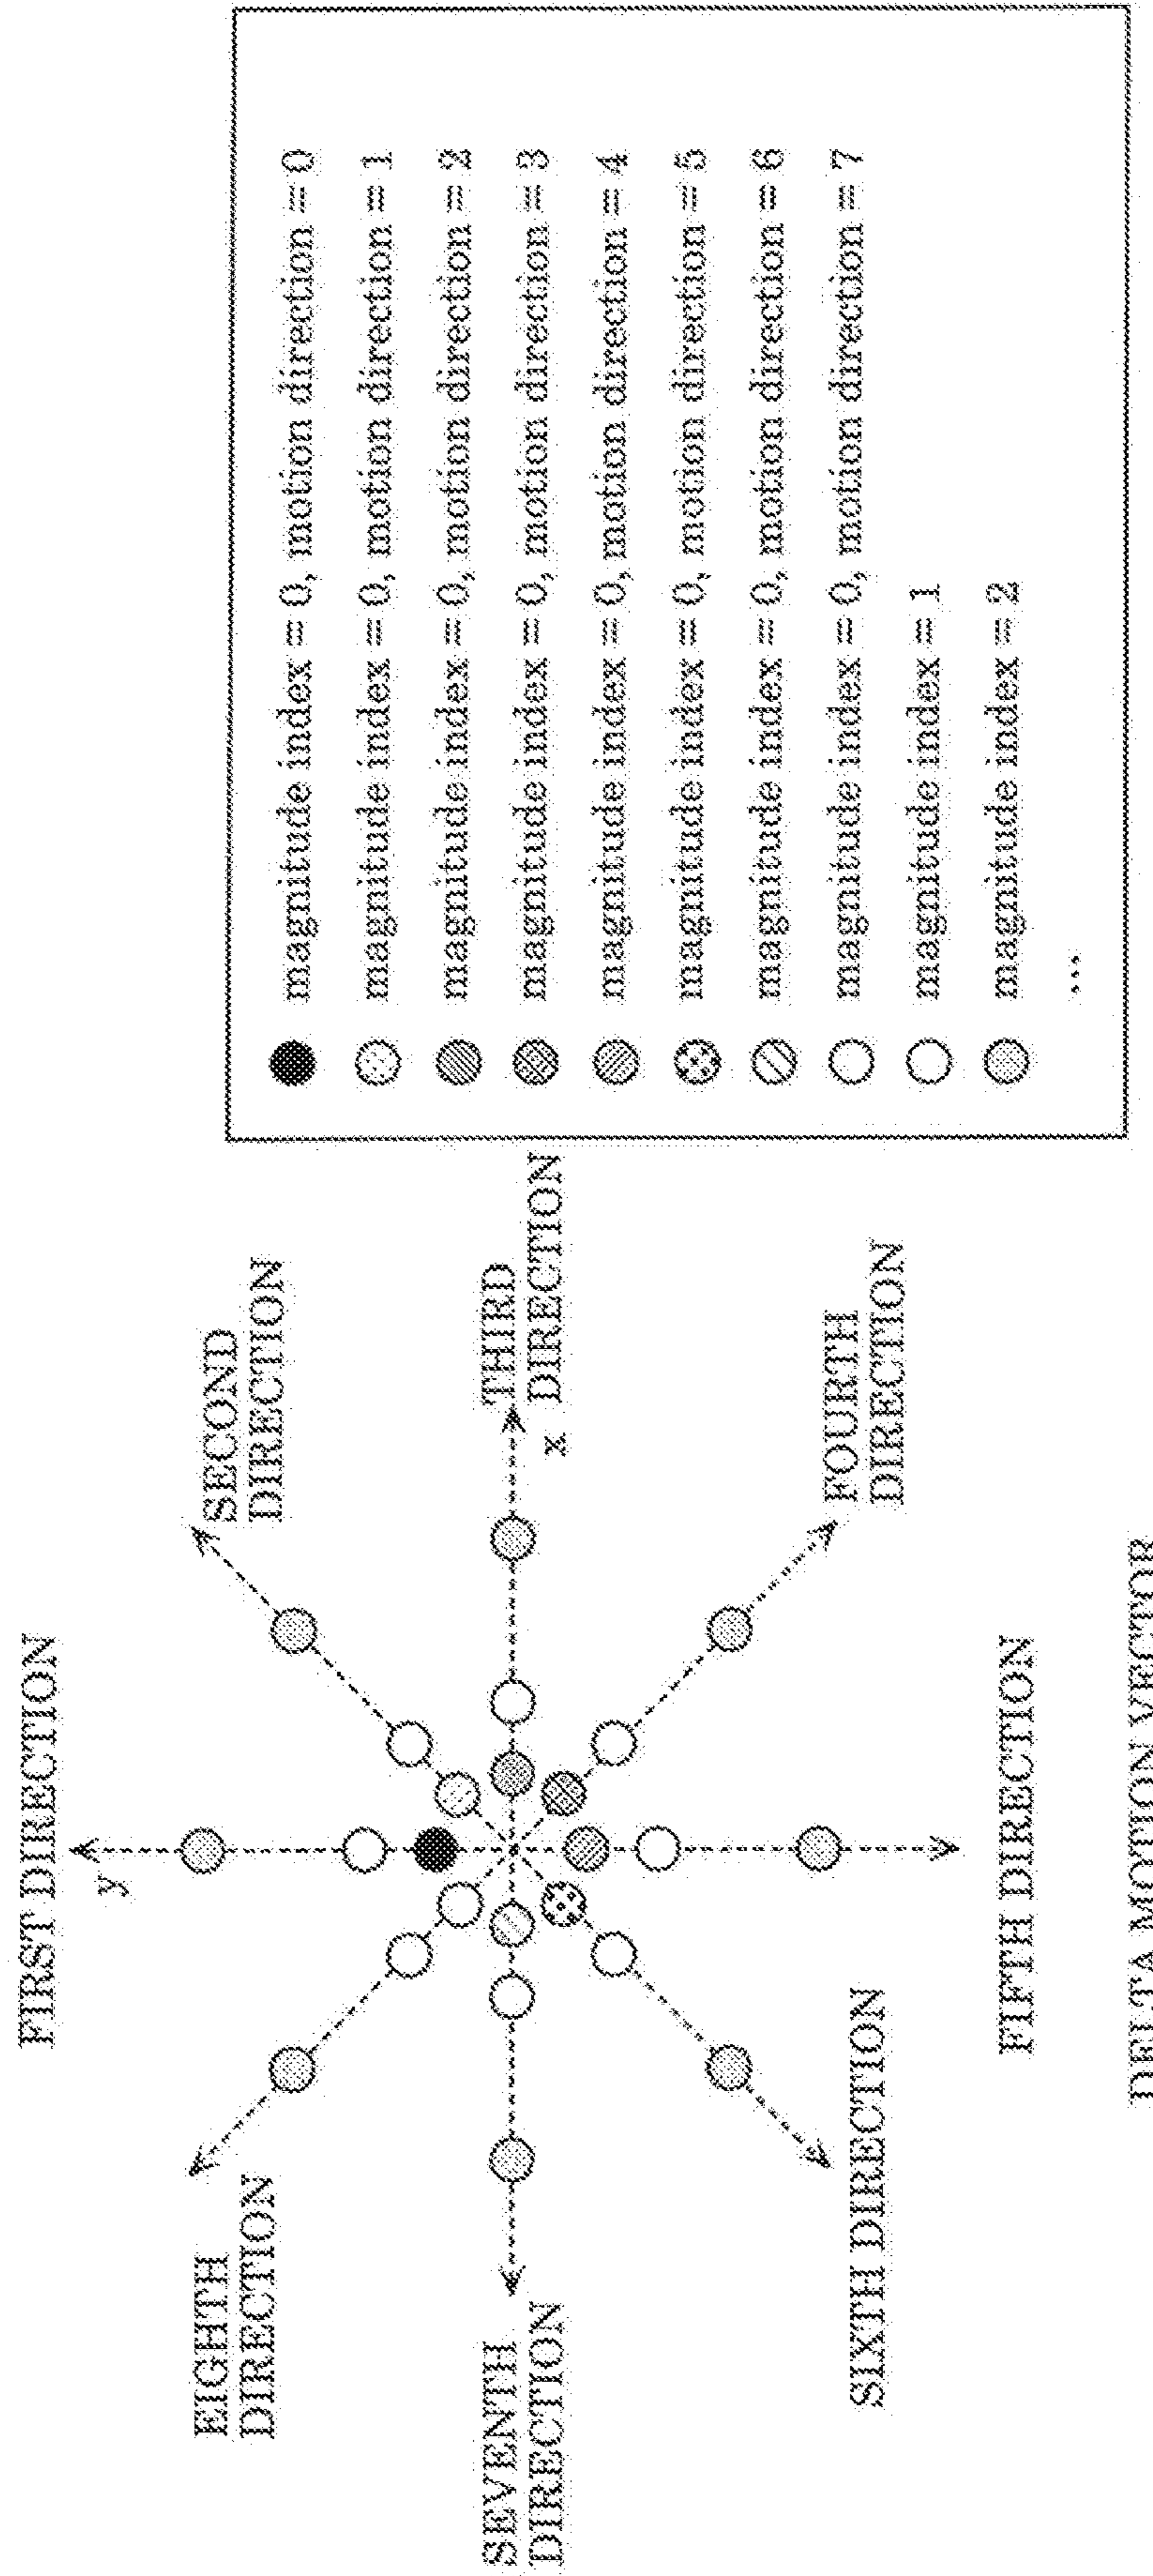 FIRST DIRECTION
y
EIGHTH
DIRECTION
SECOND
DIRECTION
SEVENTH
DIRECTION
THIRD
DIRECTION
x
SIXTH DIRECTION
FOURTH
DIRECTION
FIFTH DIRECTION
DELTA MOTION VECTOR
magnitude index = 0, motion direction = 0
magnitude index = 0, motion direction = 1
magnitude index = 0, motion direction = 2
magnitude index = 0, motion direction = 3
magnitude index = 0, motion direction = 4
magnitude index = 0, motion direction = 5
magnitude index = 0, motion direction = 6
magnitude index = 0, motion direction = 7
magnitude index = 1
magnitude index = 2
...